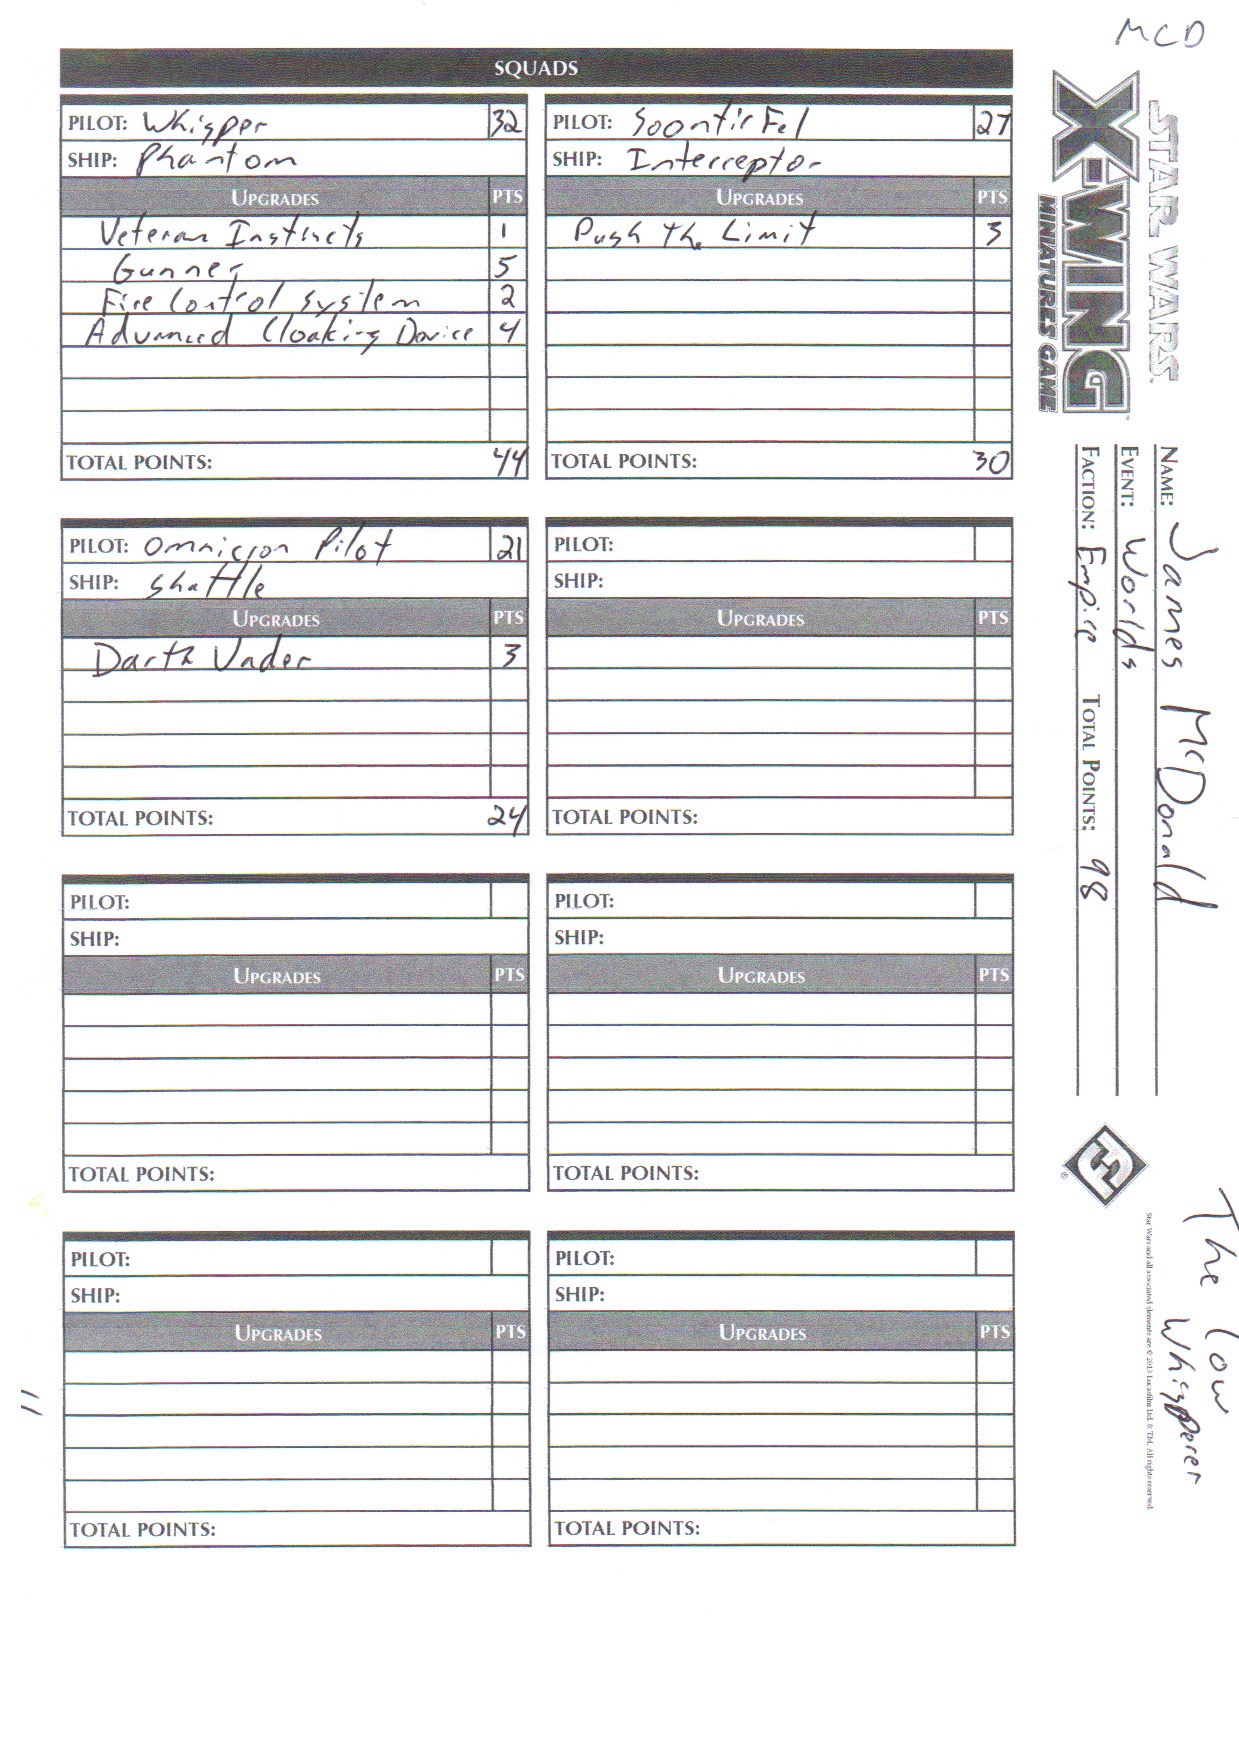 MCD
SQUADS
PILOT: Whisper 32
SHIP: Phantom
UPGRADES PTS
Veteran Instincts 1
Gunner 5
Fire Control System 2
Advanced Cloaking Device 4
TOTAL POINTS: 44
PILOT: Soontir Fel 27
SHIP: Interceptor
UPGRADES PTS
Push the Limit 3
TOTAL POINTS: 30
PILOT: Omnicron Pilot 21
SHIP: Shuttle
UPGRADES PTS
Darth Vader 3
TOTAL POINTS: 24
PILOT:
SHIP:
UPGRADES PTS
TOTAL POINTS:
PILOT:
SHIP:
UPGRADES PTS
TOTAL POINTS:
PILOT:
SHIP:
UPGRADES PTS
TOTAL POINTS:
PILOT:
SHIP:
UPGRADES PTS
TOTAL POINTS:
PILOT:
SHIP:
UPGRADES PTS
TOTAL POINTS:
STAR WARS™
X-WING™
MINIATURES GAME
NAME: James McDonald
EVENT: Worlds
FACTION: Empire TOTAL POINTS: 98
®
Star Wars and all associated elements are © 2013 Lucasfilm Ltd. & TM. All rights reserved.
The Low
Whisperer
11